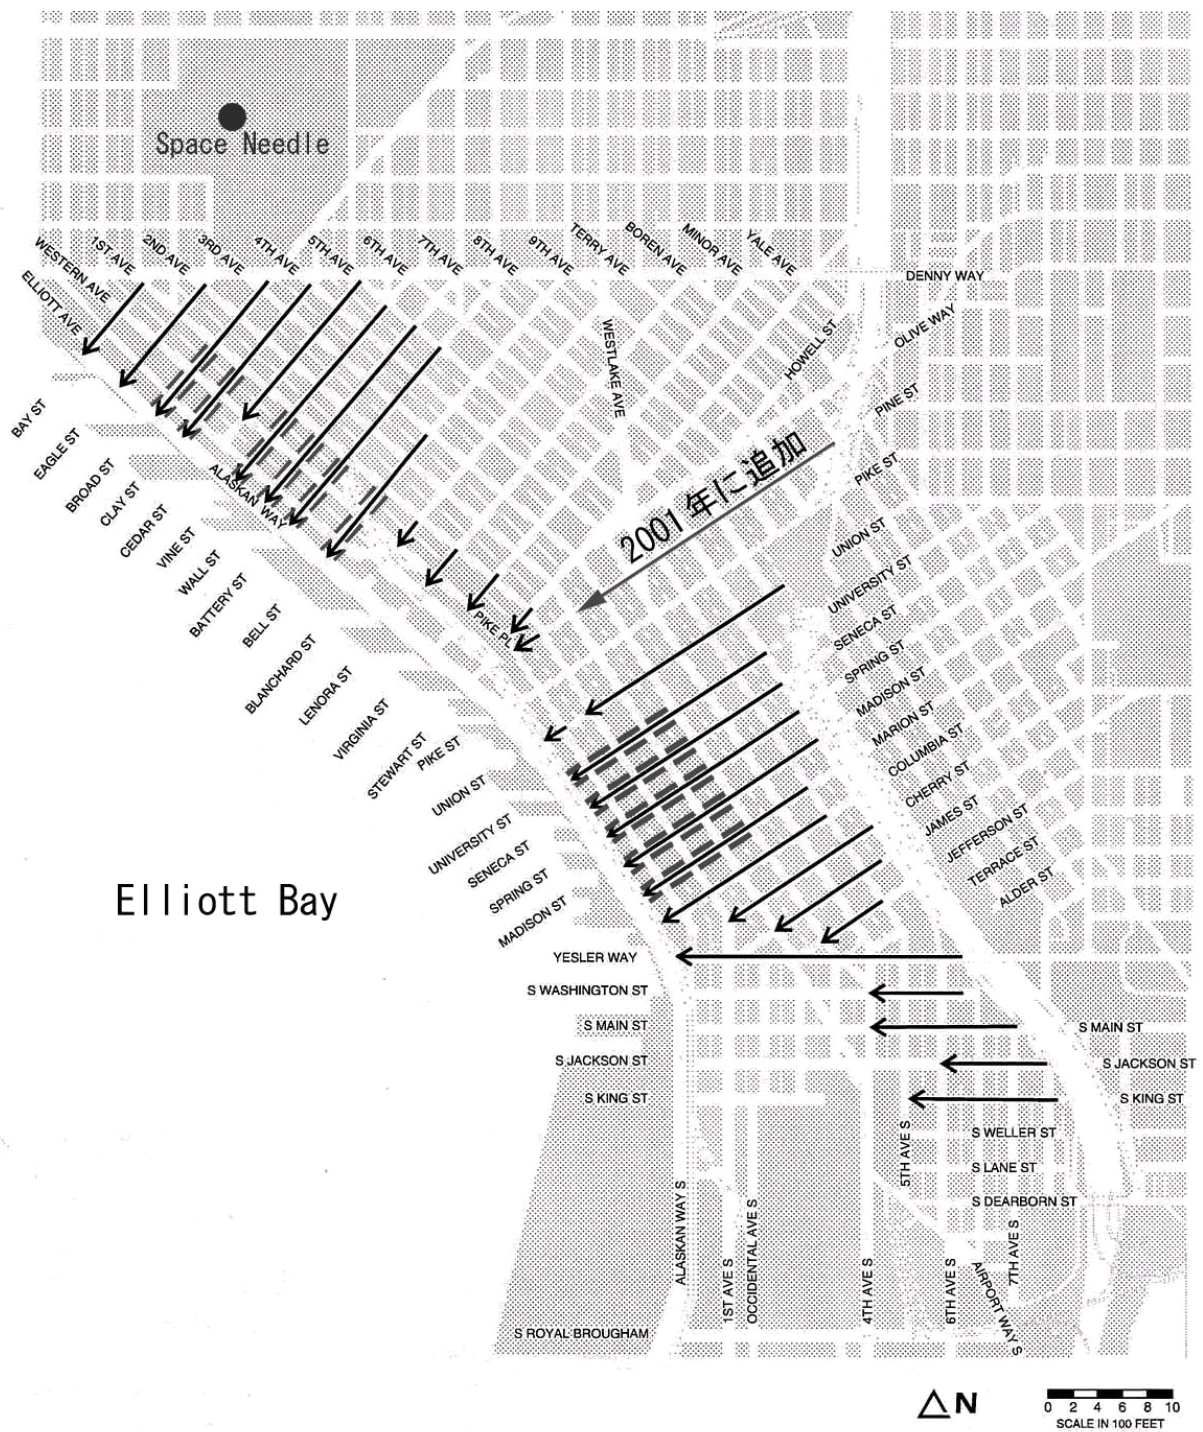 Space Needle
ELLIOTT AVE
WESTERN AVE
1ST AVE
2ND AVE
3RD AVE
4TH AVE
5TH AVE
6TH AVE
7TH AVE
8TH AVE
9TH AVE
TERRY AVE
BOREN AVE
MINOR AVE
YALE AVE
DENNY WAY
WESTLAKE AVE
HOWELL ST
OLIVE WAY
PINE ST
PIKE ST
2001年に追加
UNION ST
UNIVERSITY ST
SENECA ST
SPRING ST
MADISON ST
MARION ST
COLUMBIA ST
CHERRY ST
JAMES ST
JEFFERSON ST
TERRACE ST
ALDER ST
BAY ST
EAGLE ST
BROAD ST
CLAY ST
CEDAR ST
VINE ST
WALL ST
BATTERY ST
BELL ST
BLANCHARD ST
LENORA ST
VIRGINIA ST
STEWART ST
PIKE ST
UNION ST
UNIVERSITY ST
SENECA ST
SPRING ST
MADISON ST
ALASKAN WAY
PIKE PL
Elliott Bay
YESLER WAY
S WASHINGTON ST
S MAIN ST
S MAIN ST
S JACKSON ST
S JACKSON ST
S KING ST
S KING ST
S WELLER ST
S LANE ST
S DEARBORN ST
ALASKAN WAY S
1ST AVE S
OCCIDENTAL AVE S
4TH AVE S
5TH AVE S
6TH AVE S
AIRPORT WAY S
7TH AVE S
S ROYAL BROUGHAM
N
0 2 4 6 8 10
SCALE IN 100 FEET